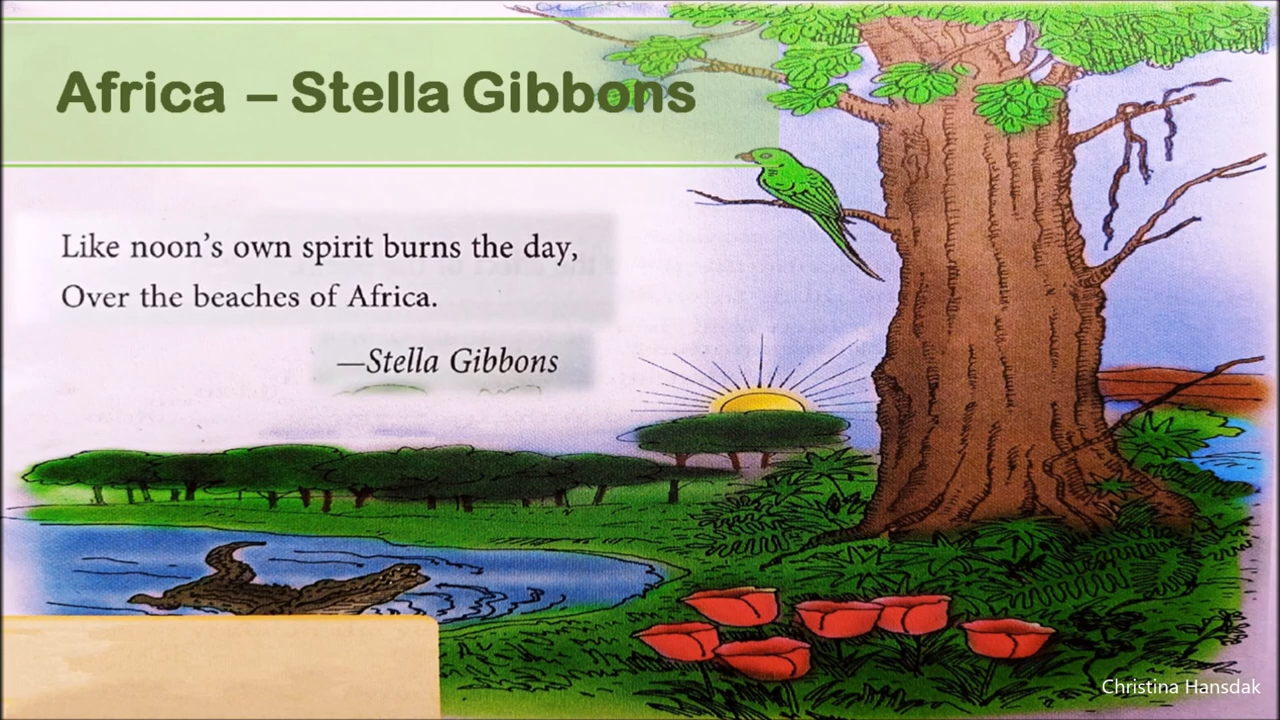 Africa – Stella Gibbons
Like noon's own spirit burns the day,
Over the beaches of Africa.
—Stella Gibbons
Christina Hansdak